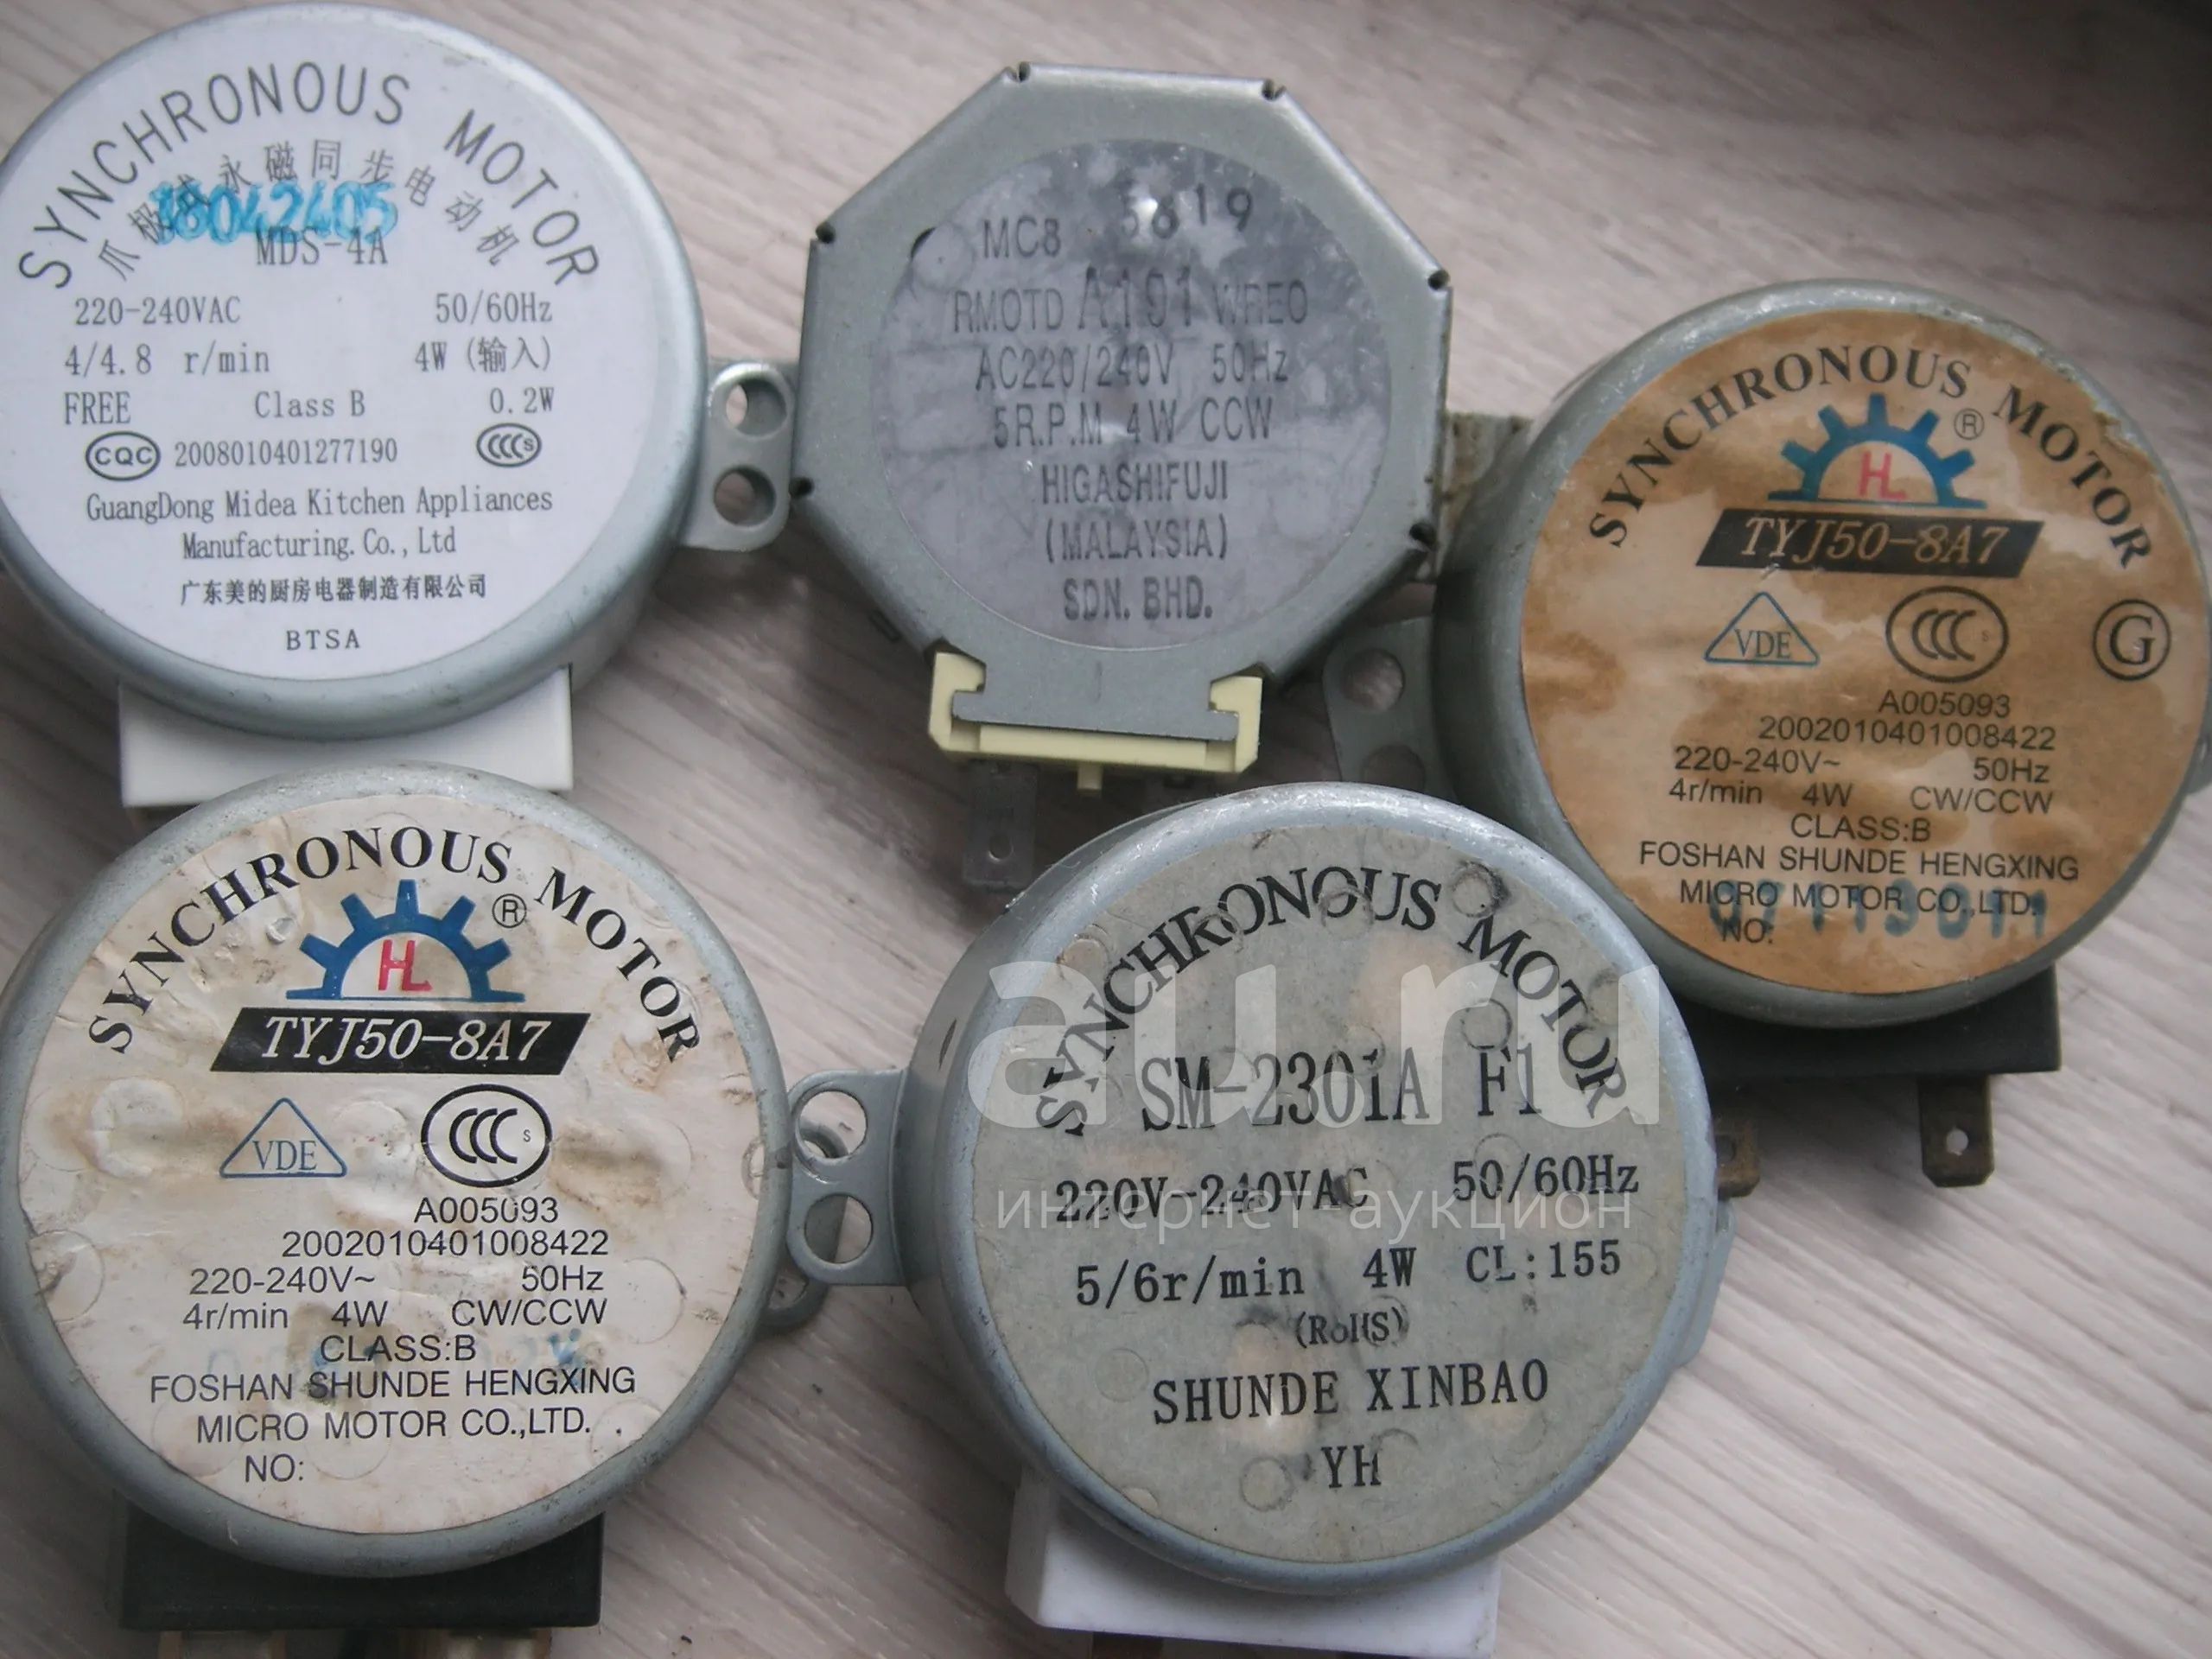 SYNCHRONOUS MOTOR
爪极式永磁同步电动机
MDS-4A
220-240VAC 50/60Hz
4/4.8 r/min 4W (输入)
FREE Class B 0.2W
CQC 2008010401277190 CCC S
GuangDong Midea Kitchen Appliances
Manufacturing.Co.,Ltd
广东美的厨房电器制造有限公司
BTSA
MC8 3619
RMOTD A101 WREO
AC220/240V 50Hz
5R.P.M 4W CCW
HIGASHIFUJI
(MALAYSIA)
SDN. BHD.
SYNCHRONOUS MOTOR
HL ®
TYJ50-8A7
VDE CCC S G
A005093
2002010401008422
220-240V~ 50Hz
4r/min 4W CW/CCW
CLASS:B
FOSHAN SHUNDE HENGXING
MICRO MOTOR CO.,LTD.
NO:
SYNCHRONOUS MOTOR
HL ®
TYJ50-8A7
VDE CCC S
A005093
2002010401008422
220-240V~ 50Hz
4r/min 4W CW/CCW
CLASS:B
FOSHAN SHUNDE HENGXING
MICRO MOTOR CO.,LTD.
NO:
SYNCHRONOUS MOTOR
SM-2301A F1
220V-240VAC 50/60Hz
5/6r/min 4W CL:155
(RoHS)
SHUNDE XINBAO
YH
au.ru
интернет-аукцион